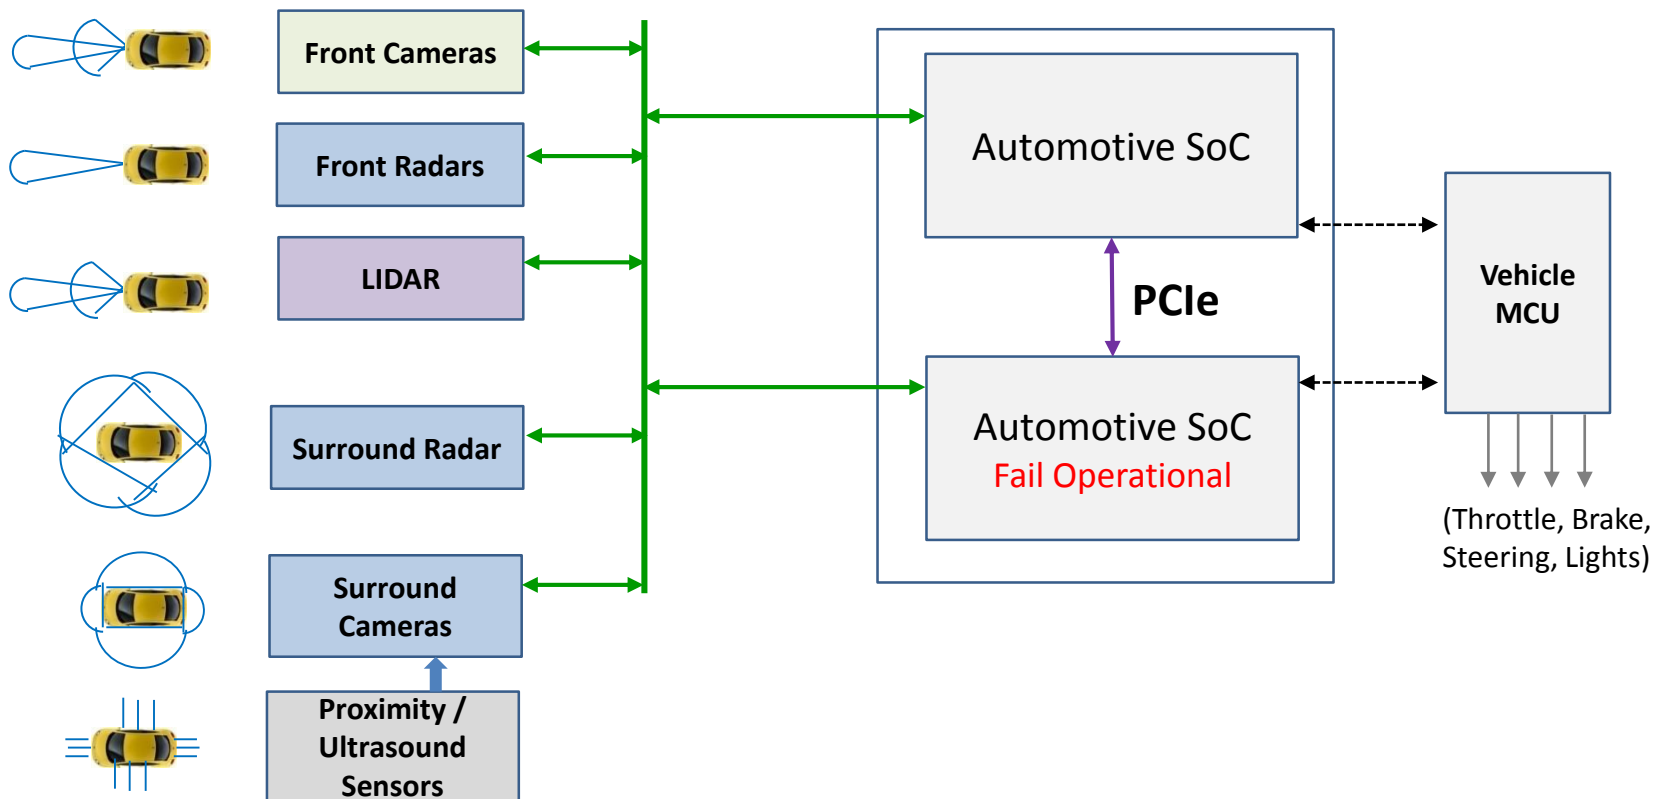 Front Cameras
Front Radars
LIDAR
Surround Radar
Surround
Cameras
Proximity /
Ultrasound
Sensors
Automotive SoC
PCIe
Automotive SoC
Fail Operational
Vehicle
MCU
(Throttle, Brake,
Steering, Lights)